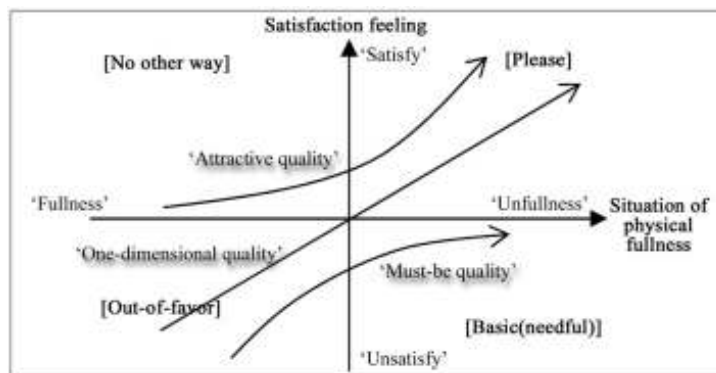 Satisfaction feeling
[No other way]
‘Satisfy’
[Please]
‘Attractive quality’
‘Fullness’
‘Unfullness’
Situation of
physical
fullness
‘One-dimensional quality’
‘Must-be quality’
[Out-of-favor]
[Basic(needful)]
‘Unsatisfy’